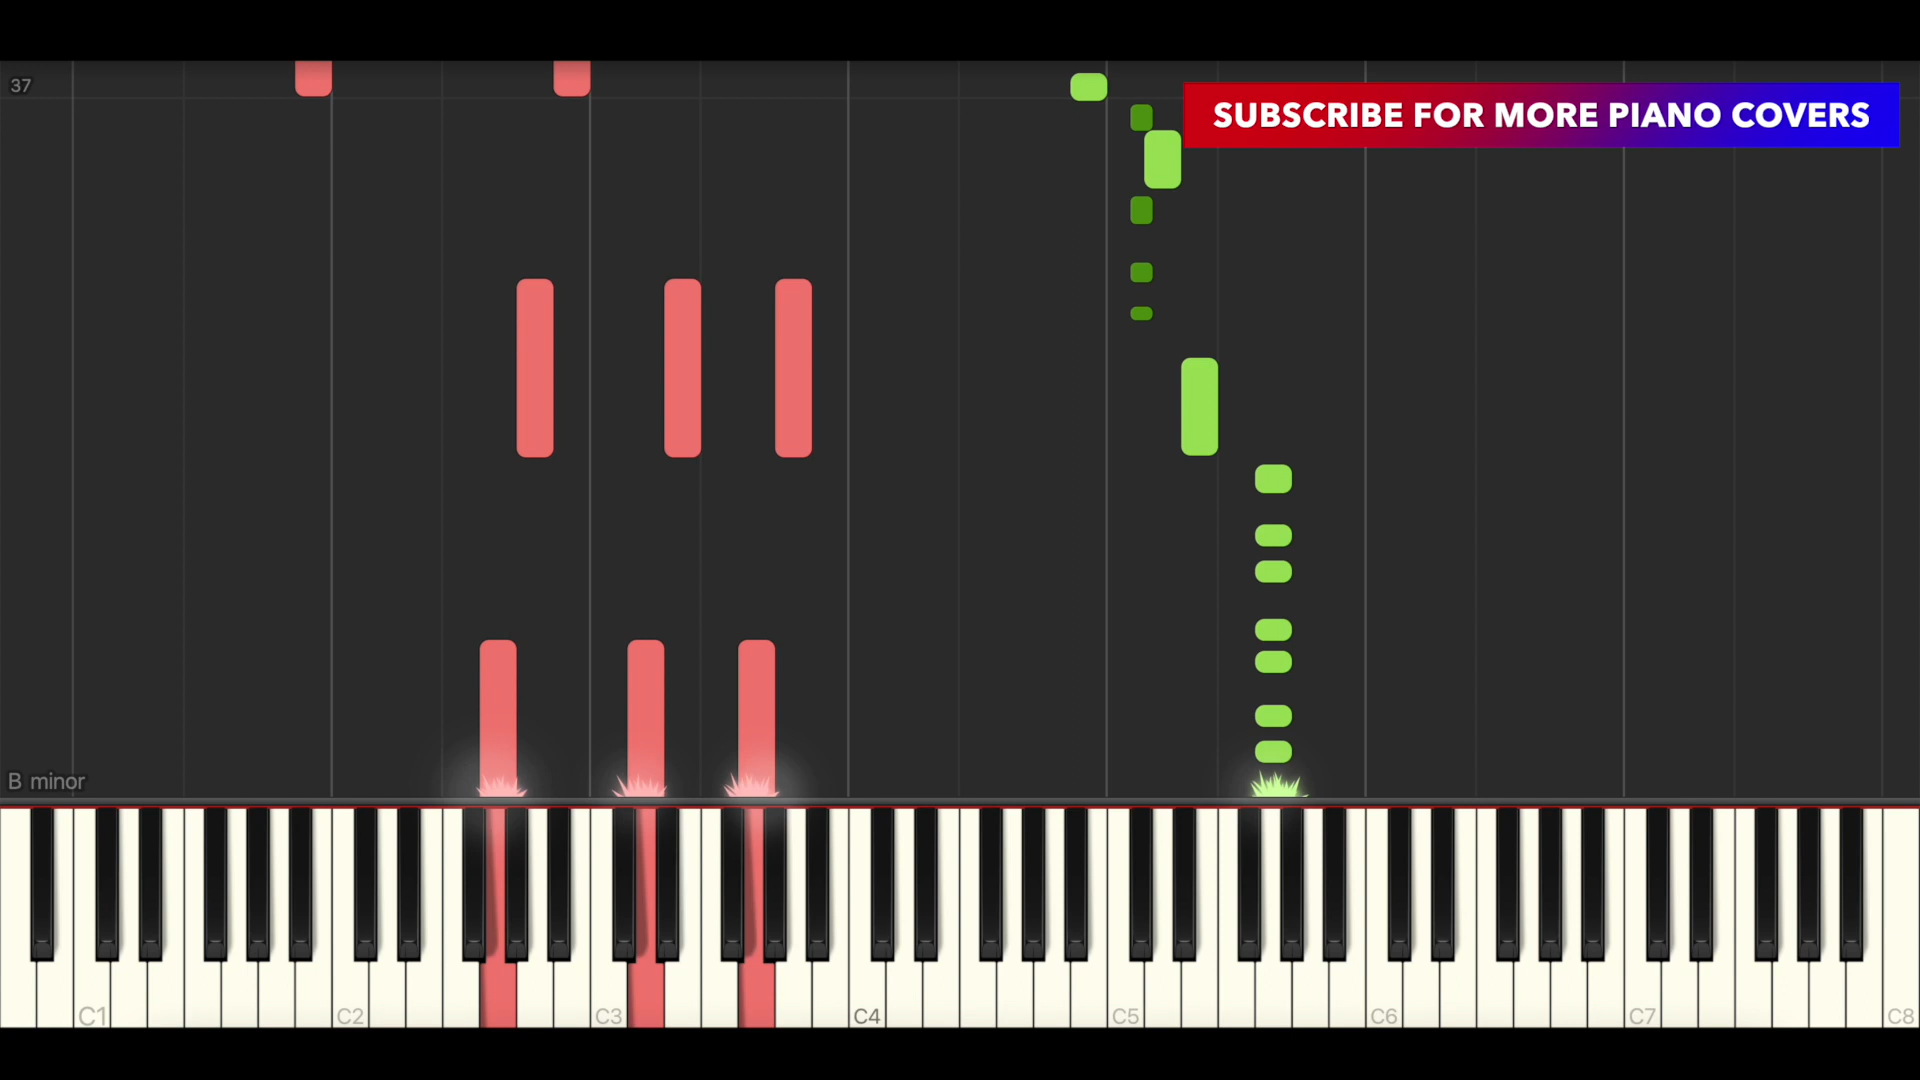 37
SUBSCRIBE FOR MORE PIANO COVERS
B minor
C1
C2
C3
C4
C5
C6
C7
C8